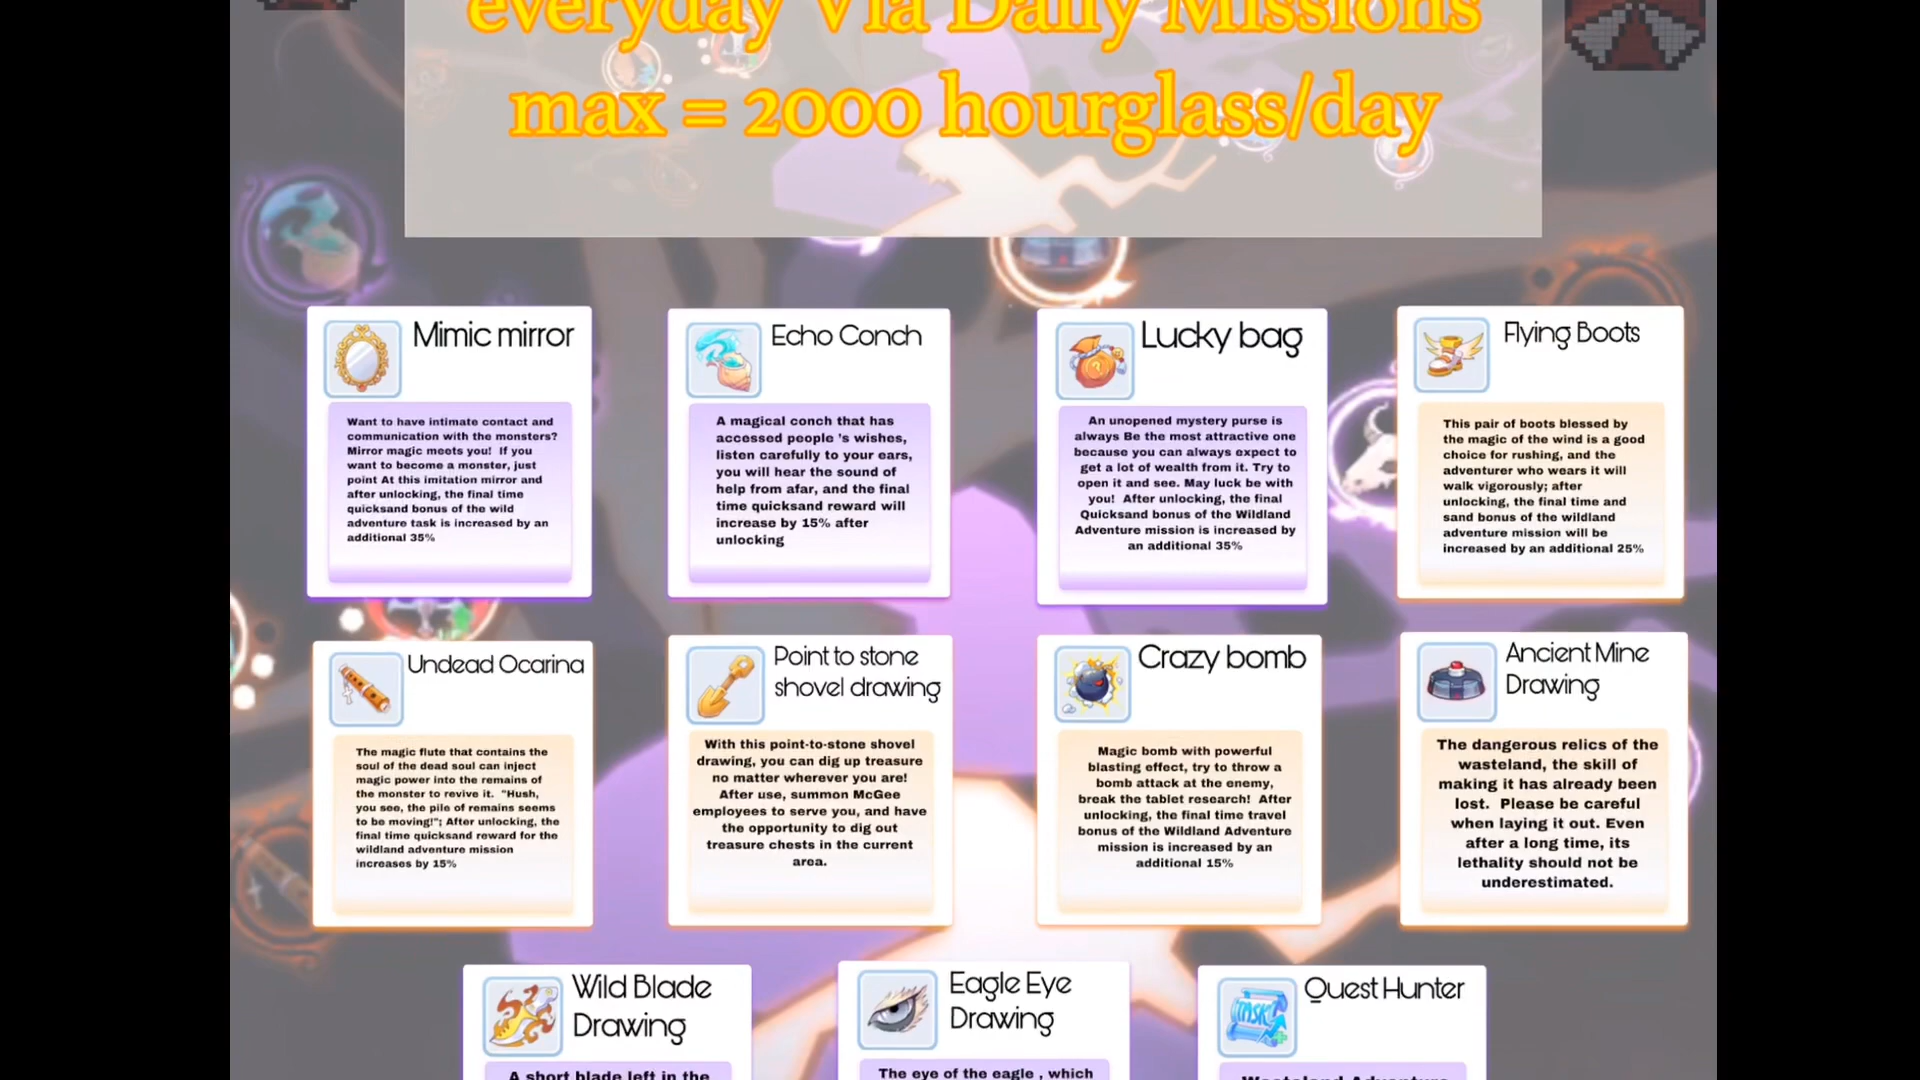 everyday Via Daily Missions
max = 2000 hourglass/day
Mimic mirror
Want to have intimate contact and
communication with the monsters?
Mirror magic meets you! If you
want to become a monster, just
point At this imitation mirror and
after unlocking, the final time
quicksand bonus of the wild
adventure task is increased by an
additional 35%
Echo Conch
A magical conch that has
accessed people 's wishes,
listen carefully to your ears,
you will hear the sound of
help from afar, and the final
time quicksand reward will
increase by 15% after
unlocking
Lucky bag
An unopened mystery purse is
always Be the most attractive one
because you can always expect to
get a lot of wealth from it. Try to
open it and see. May luck be with
you! After unlocking, the final
Quicksand bonus of the Wildland
Adventure mission is increased by
an additional 35%
Flying Boots
This pair of boots blessed by
the magic of the wind is a good
choice for rushing, and the
adventurer who wears it will
walk vigorously; after
unlocking, the final time and
sand bonus of the wildland
adventure mission will be
increased by an additional 25%
Undead Ocarina
The magic flute that contains the
soul of the dead soul can inject
magic power into the remains of
the monster to revive it. "Hush,
you see, the pile of remains seems
to be moving!"; After unlocking, the
final time quicksand reward for the
wildland adventure mission
increases by 15%
Point to stone
shovel drawing
With this point-to-stone shovel
drawing, you can dig up treasure
no matter wherever you are!
After use, summon McGee
employees to serve you, and have
the opportunity to dig out
treasure chests in the current
area.
Crazy bomb
Magic bomb with powerful
blasting effect, try to throw a
bomb attack at the enemy,
break the tablet research! After
unlocking, the final time travel
bonus of the Wildland Adventure
mission is increased by an
additional 15%
Ancient Mine
Drawing
The dangerous relics of the
wasteland, the skill of
making it has already been
lost. Please be careful
when laying it out. Even
after a long time, its
lethality should not be
underestimated.
Wild Blade
Drawing
A short blade left in the
Eagle Eye
Drawing
The eye of the eagle , which
TASK
Quest Hunter
Wasteland Adventure